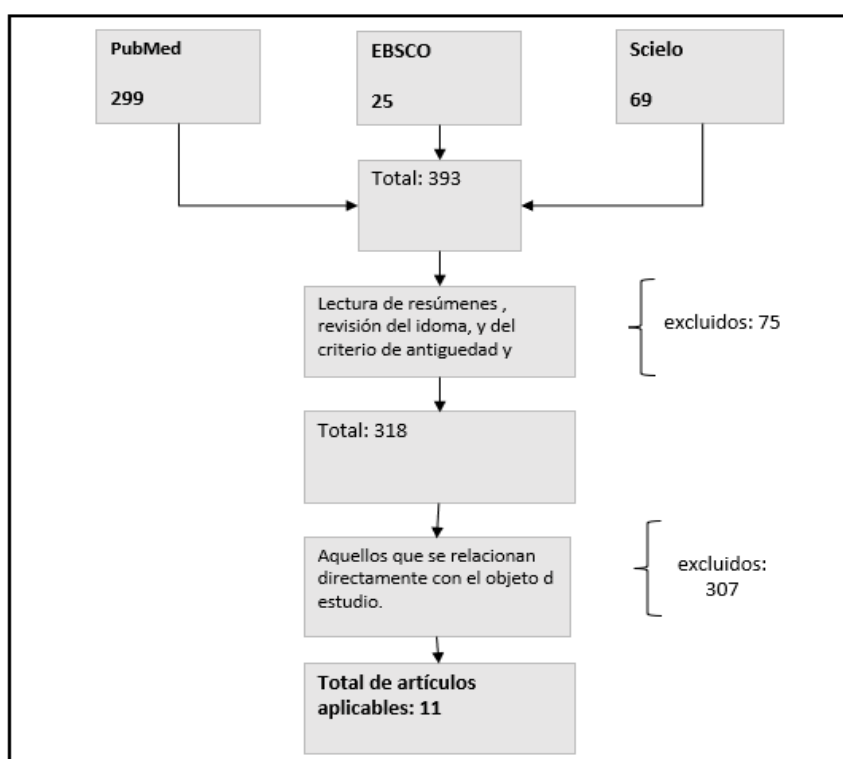 PubMed
299
EBSCO
25
Scielo
69
Total: 393
Lectura de resúmenes ,
revisión del idoma, y del
criterio de antiguedad y
excluidos: 75
Total: 318
Aquellos que se relacionan
directamente con el objeto d
estudio.
excluidos:
307
Total de artículos
aplicables: 11